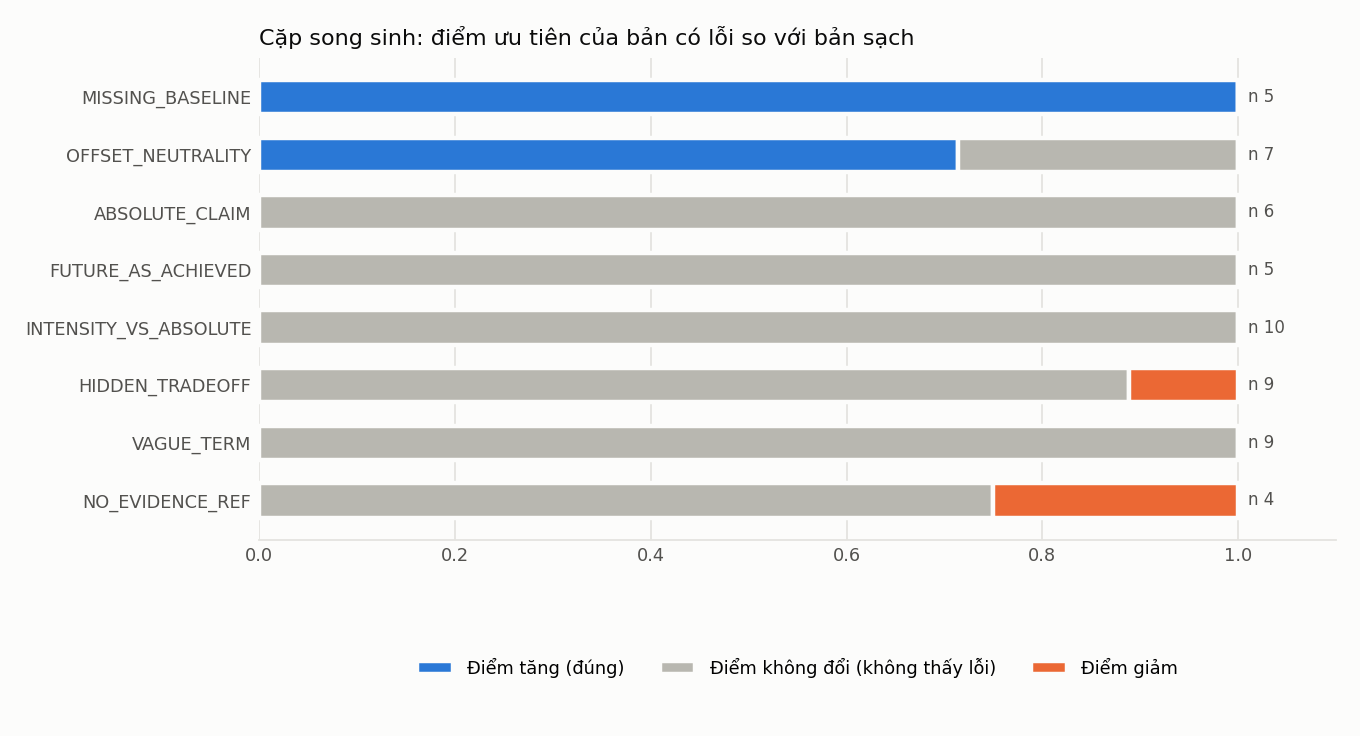 Cặp song sinh: điểm ưu tiên của bản có lỗi so với bản sạch
MISSING_BASELINE n 5
OFFSET_NEUTRALITY n 7
ABSOLUTE_CLAIM n 6
FUTURE_AS_ACHIEVED n 5
INTENSITY_VS_ABSOLUTE n 10
HIDDEN_TRADEOFF n 9
VAGUE_TERM n 9
NO_EVIDENCE_REF n 4
0.0 0.2 0.4 0.6 0.8 1.0
Điểm tăng (đúng) Điểm không đổi (không thấy lỗi) Điểm giảm